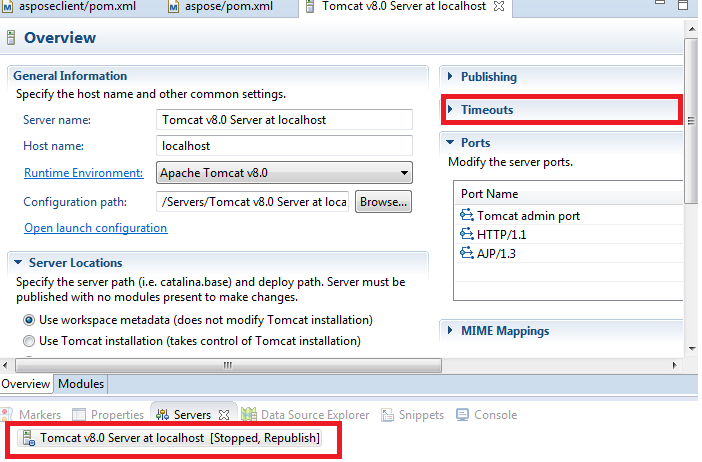 asposeclient/pom.xml
aspose/pom.xml
Tomcat v8.0 Server at localhost
Overview
General Information
Specify the host name and other common settings.
Server name:
Tomcat v8.0 Server at localhost
Host name:
localhost
Runtime Environment:
Apache Tomcat v8.0
Configuration path:
/Servers/Tomcat v8.0 Server at loca
Browse...
Open launch configuration
Server Locations
Specify the server path (i.e. catalina.base) and deploy path. Server must be
published with no modules present to make changes.
Use workspace metadata (does not modify Tomcat installation)
Use Tomcat installation (takes control of Tomcat installation)
Publishing
Timeouts
Ports
Modify the server ports.
Port Name
Tomcat admin port
HTTP/1.1
AJP/1.3
MIME Mappings
Overview
Modules
Markers
Properties
Servers
Data Source Explorer
Snippets
Console
Tomcat v8.0 Server at localhost [Stopped, Republish]